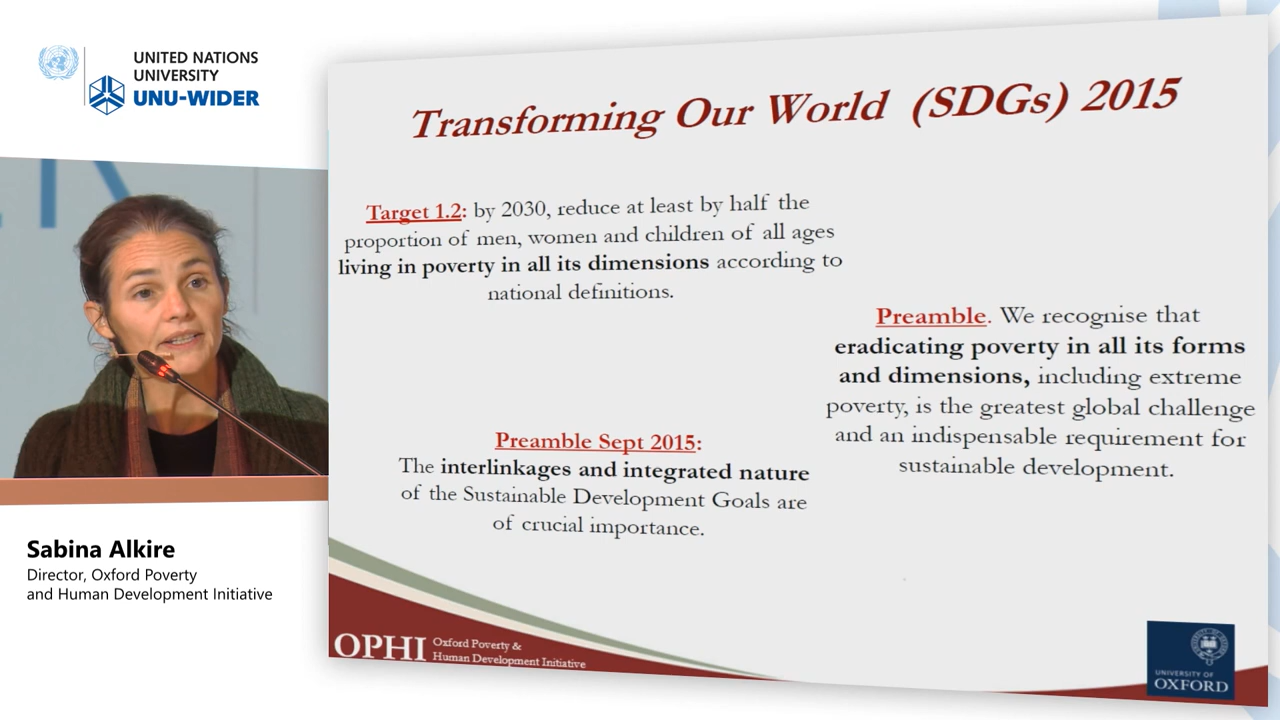 UNITED NATIONS
UNIVERSITY
UNU-WIDER
Sabina Alkire
Director, Oxford Poverty
and Human Development Initiative
Transforming Our World (SDGs) 2015
Target 1.2: by 2030, reduce at least by half the
proportion of men, women and children of all ages
living in poverty in all its dimensions according to
national definitions.
Preamble. We recognise that
eradicating poverty in all its forms
and dimensions, including extreme
poverty, is the greatest global challenge
and an indispensable requirement for
sustainable development.
Preamble Sept 2015:
The interlinkages and integrated nature
of the Sustainable Development Goals are
of crucial importance.
OPHI
Oxford Poverty &
Human Development Initiative
UNIVERSITY OF
OXFORD